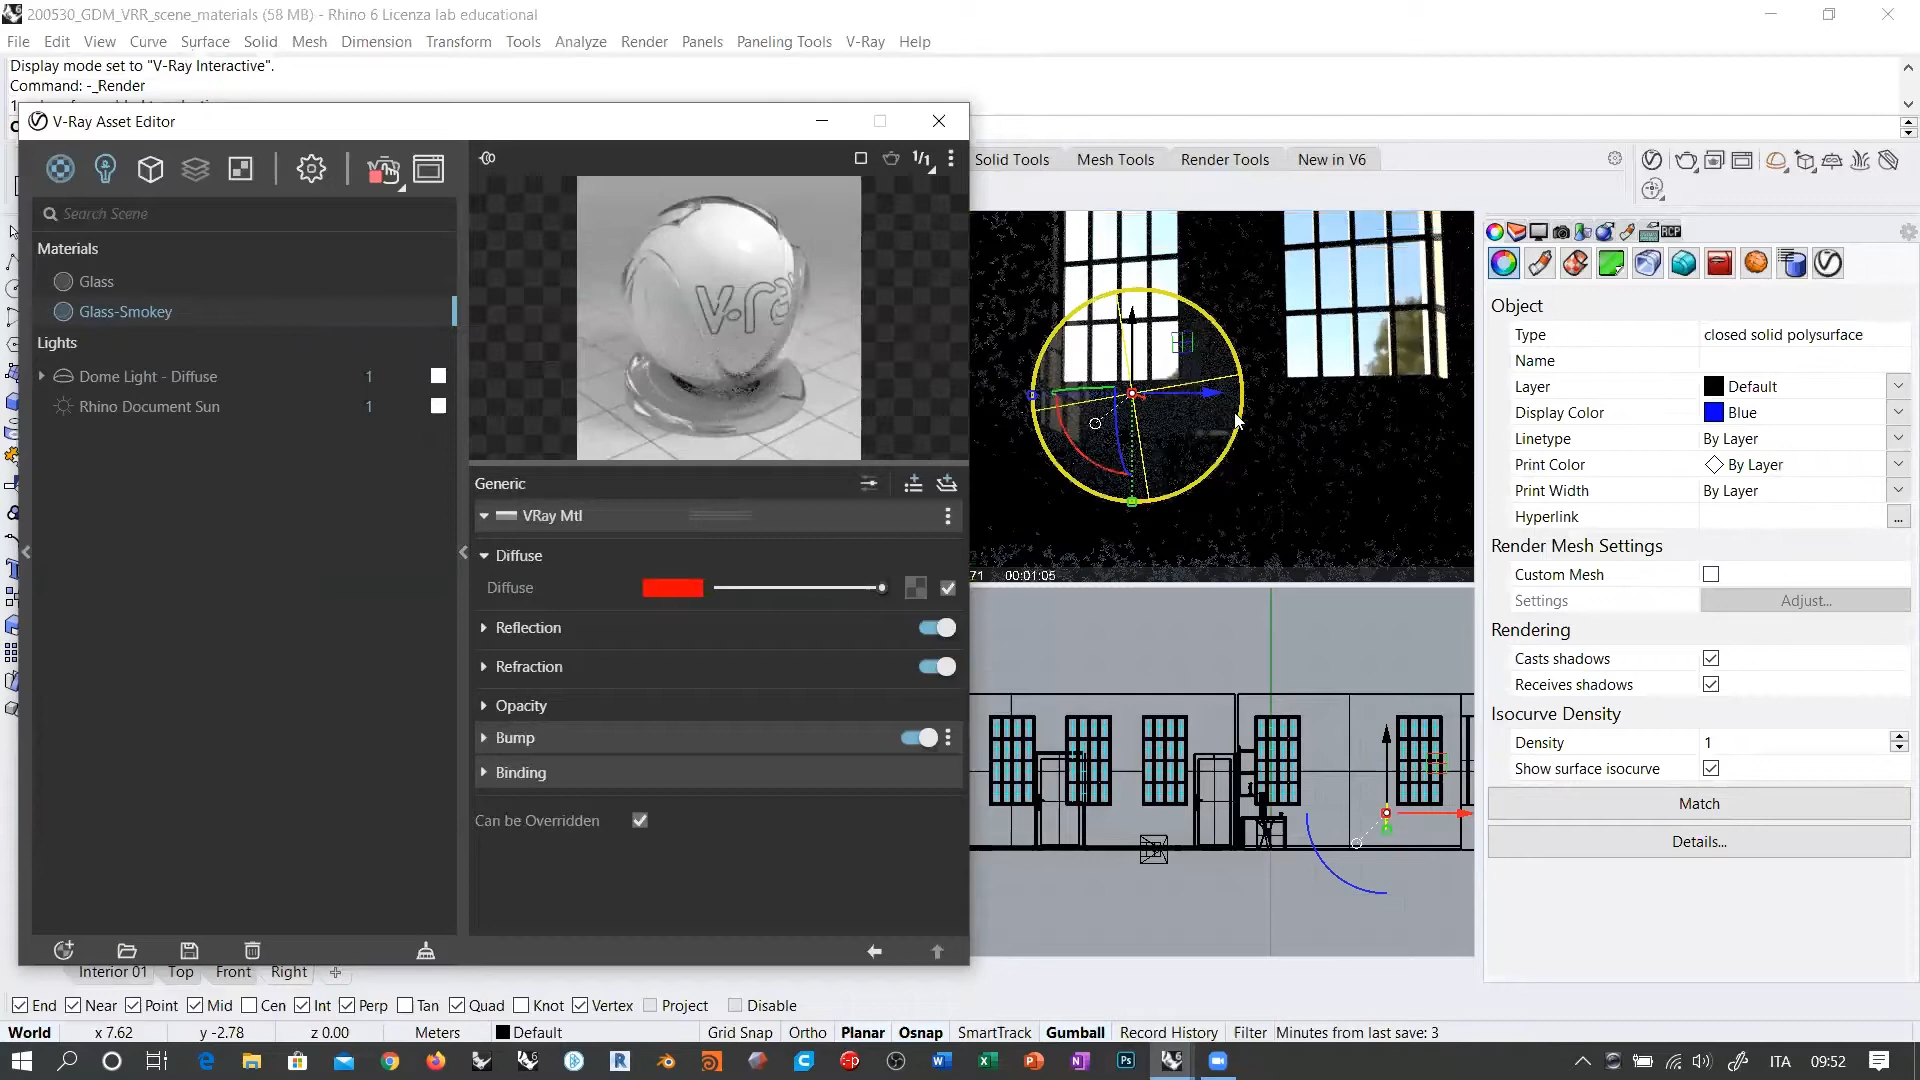 200530_GDM_VRR_scene_materials (58 MB) - Rhino 6 Licenza lab educational
File Edit View Curve Surface Solid Mesh Dimension Transform Tools Analyze Render Panels Paneling Tools V-Ray Help
Display mode set to "V-Ray Interactive".
Command: -_Render
V-Ray Asset Editor
Solid Tools Mesh Tools Render Tools New in V6
1/1
Search Scene
Materials
Glass
Glass-Smokey
Lights
Dome Light - Diffuse 1
Rhino Document Sun 1
v-ra
Generic
VRay Mtl
Diffuse
Diffuse
Reflection
Refraction
Opacity
Bump
Binding
Can be Overridden
71 00:01:05
RCP
Object
Type closed solid polysurface
Name
Layer Default
Display Color Blue
Linetype By Layer
Print Color By Layer
Print Width By Layer
Hyperlink ...
Render Mesh Settings
Custom Mesh
Settings Adjust...
Rendering
Casts shadows
Receives shadows
Isocurve Density
Density 1
Show surface isocurve
Match
Details...
Interior 01 Top Front Right
End Near Point Mid Cen Int Perp Tan Quad Knot Vertex Project Disable
World x 7.62 y -2.78 z 0.00 Meters Default Grid Snap Ortho Planar Osnap SmartTrack Gumball Record History Filter Minutes from last save: 3
ITA 09:52